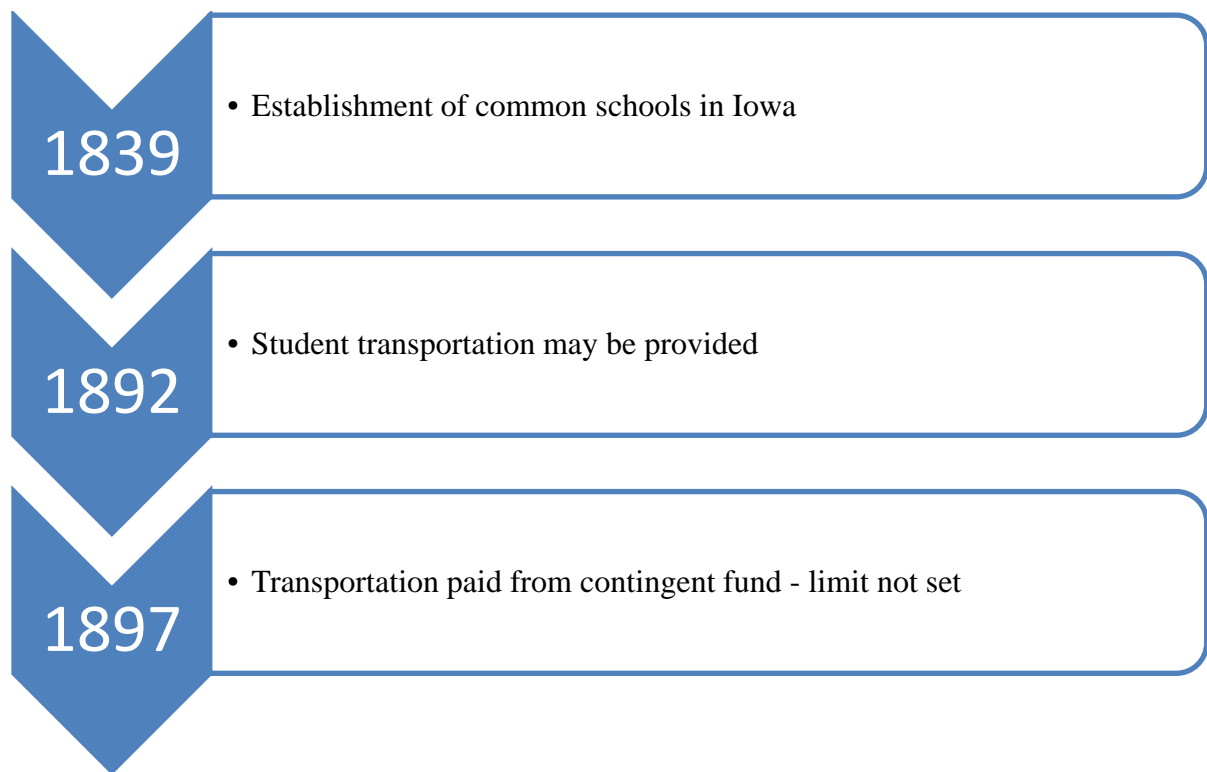 1839
• Establishment of common schools in Iowa
1892
• Student transportation may be provided
1897
• Transportation paid from contingent fund - limit not set